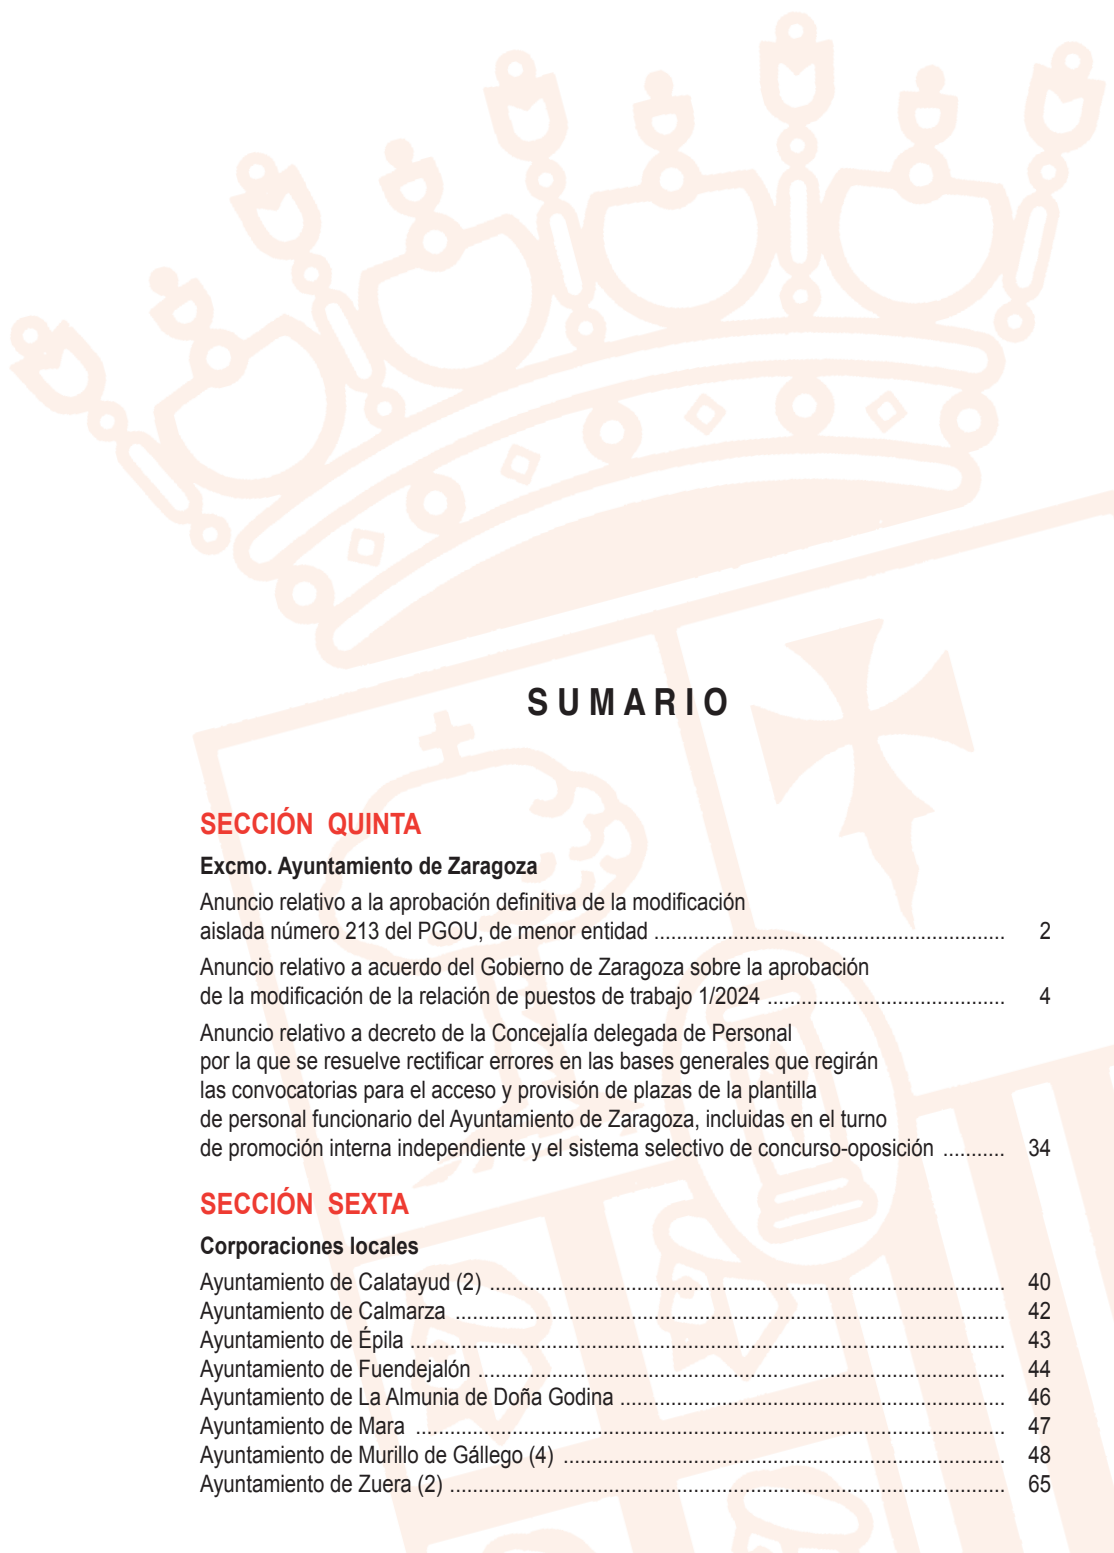 SUMARIO
SECCIÓN QUINTA
Excmo. Ayuntamiento de Zaragoza
Anuncio relativo a la aprobación definitiva de la modificación
aislada número 213 del PGOU, de menor entidad ........................................................... 2
Anuncio relativo a acuerdo del Gobierno de Zaragoza sobre la aprobación
de la modificación de la relación de puestos de trabajo 1/2024 ........................................ 4
Anuncio relativo a decreto de la Concejalía delegada de Personal
por la que se resuelve rectificar errores en las bases generales que regirán
las convocatorias para el acceso y provisión de plazas de la plantilla
de personal funcionario del Ayuntamiento de Zaragoza, incluidas en el turno
de promoción interna independiente y el sistema selectivo de concurso-oposición ........... 34
SECCIÓN SEXTA
Corporaciones locales
Ayuntamiento de Calatayud (2) ....................................................................................... 40
Ayuntamiento de Calmarza ............................................................................................. 42
Ayuntamiento de Épila .................................................................................................... 43
Ayuntamiento de Fuendejalón ......................................................................................... 44
Ayuntamiento de La Almunia de Doña Godina ................................................................. 46
Ayuntamiento de Mara .................................................................................................... 47
Ayuntamiento de Murillo de Gállego (4) .......................................................................... 48
Ayuntamiento de Zuera (2) .............................................................................................. 65